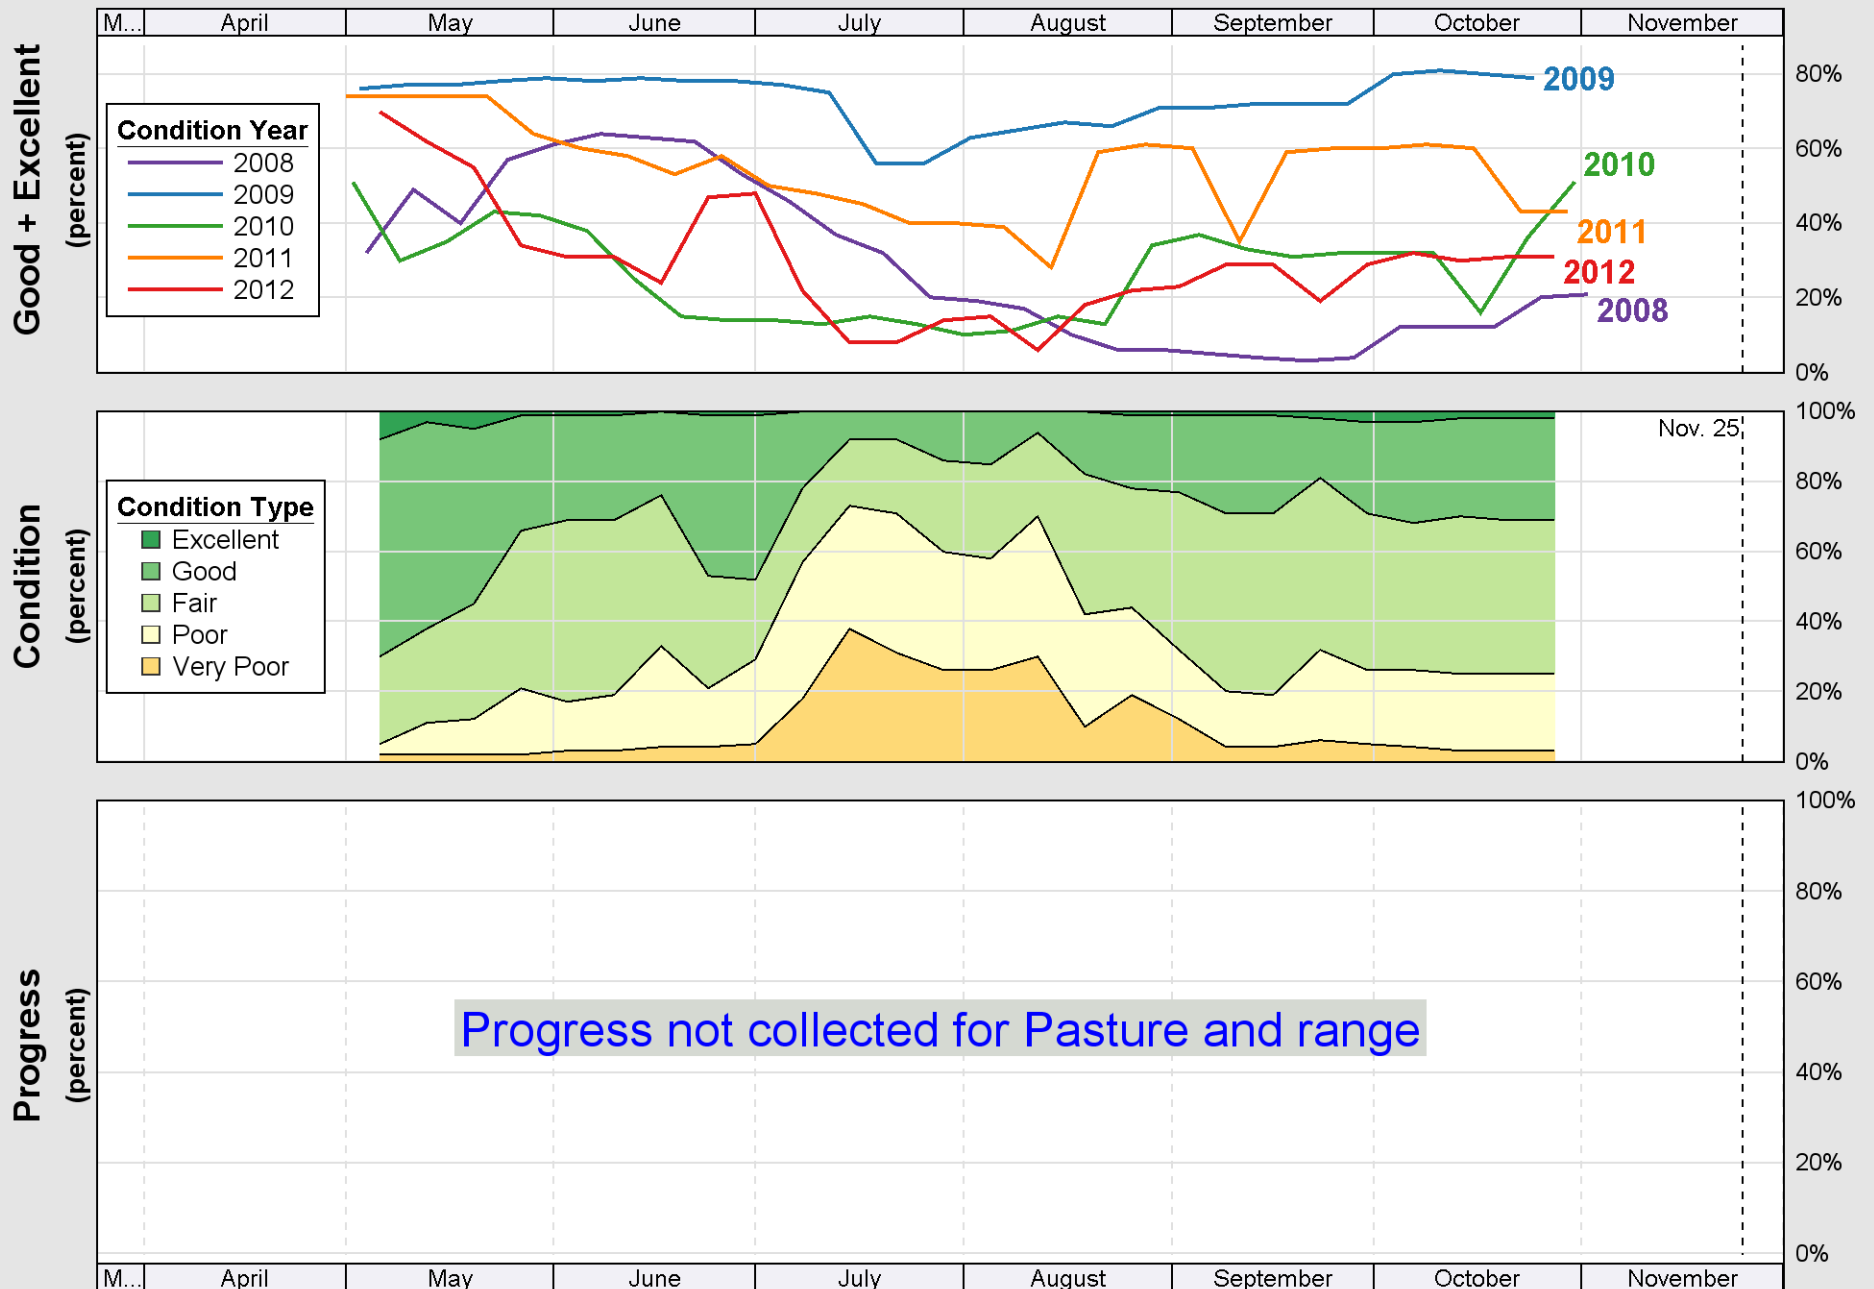 M... April May June July August September October November
Good + Excellent
(percent)
80%
60%
40%
20%
0%
Condition Year
2008
2009
2010
2011
2012
2009
2010
2011
2012
2008
Condition
(percent)
100%
80%
60%
40%
20%
0%
Nov. 25
Condition Type
Excellent
Good
Fair
Poor
Very Poor
Progress
(percent)
100%
80%
60%
40%
20%
0%
Progress not collected for Pasture and range
M... April May June July August September October November